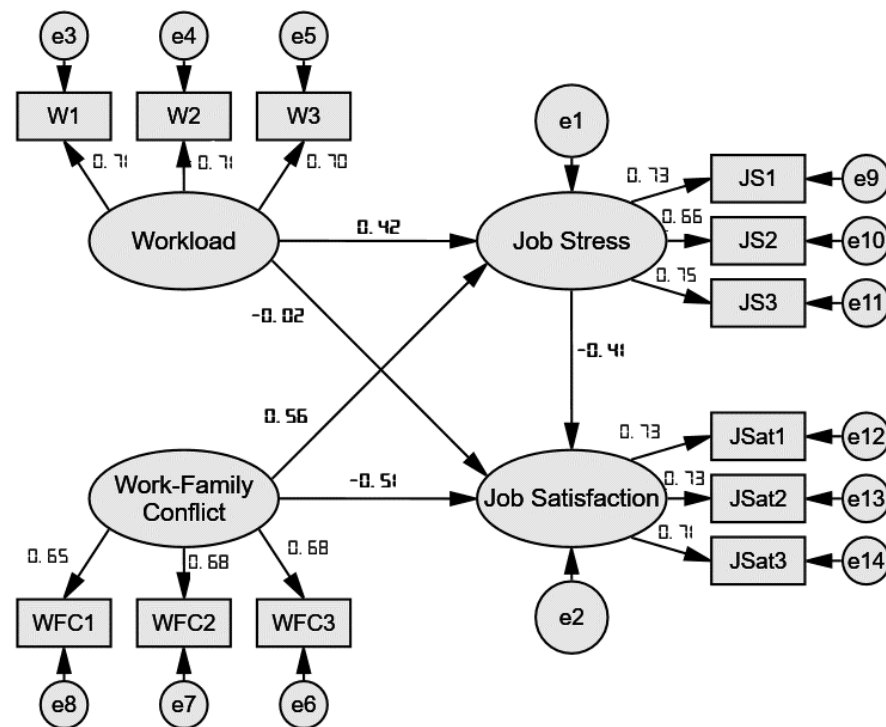 e3
e4
e5
W1
W2
W3
0.71
0.71
0.70
e1
Workload
0.42
Job Stress
0.73
JS1
e9
0.66
JS2
e10
0.75
JS3
e11
-0.02
-0.41
0.56
Work-Family
Conflict
-0.51
Job Satisfaction
0.73
JSat1
e12
0.73
JSat2
e13
0.71
JSat3
e14
0.65
0.68
0.68
WFC1
WFC2
WFC3
e2
e8
e7
e6